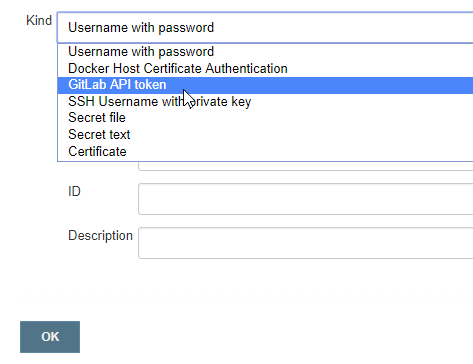 Kind
Username with password
Username with password
Docker Host Certificate Authentication
GitLab API token
SSH Username with private key
Secret file
Secret text
Certificate
ID
Description
OK